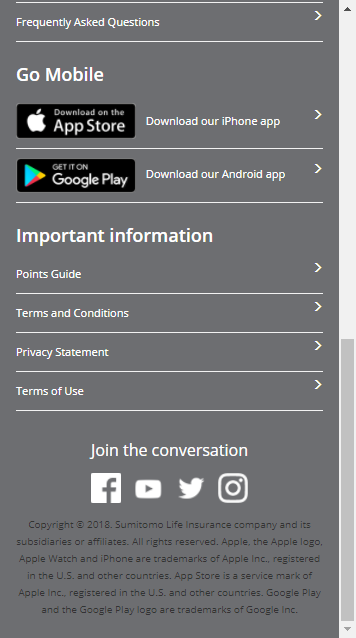 Frequently Asked Questions
Go Mobile
Download on the
App Store
Download our iPhone app
GET IT ON
Google Play
Download our Android app
Important information
Points Guide
Terms and Conditions
Privacy Statement
Terms of Use
Join the conversation
Copyright © 2018. Sumitomo Life Insurance company and its
subsidiaries or affiliates. All rights reserved. Apple, the Apple logo,
Apple Watch and iPhone are trademarks of Apple Inc., registered
in the U.S. and other countries. App Store is a service mark of
Apple Inc., registered in the U.S. and other countries. Google Play
and the Google Play logo are trademarks of Google Inc.